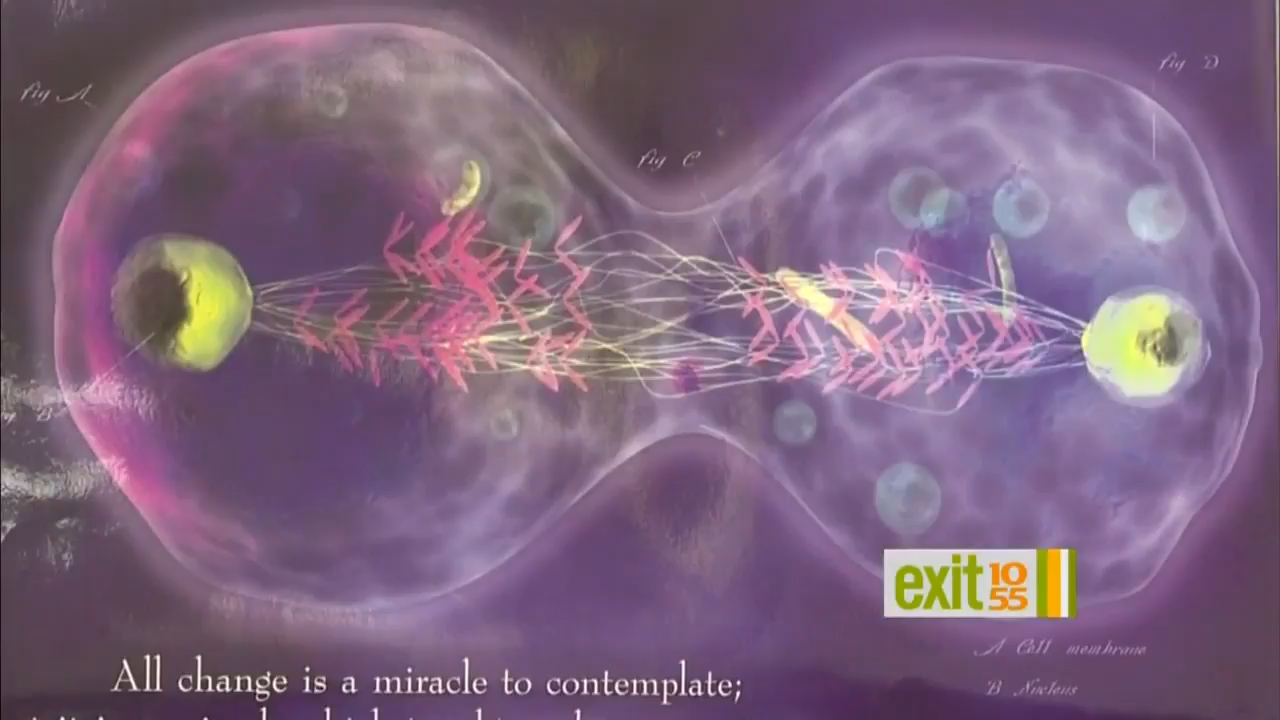 fig A
fig D
fig C
B
exit 10 55
A Cell membrane
B Nucleus
All change is a miracle to contemplate;